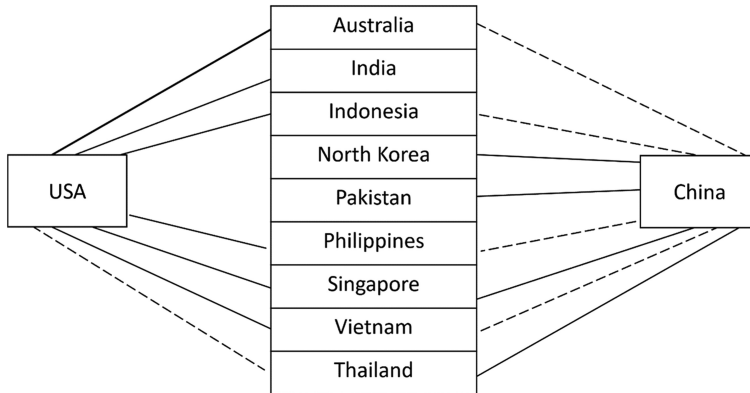 Australia
India
Indonesia
North Korea
USA
China
Pakistan
Philippines
Singapore
Vietnam
Thailand